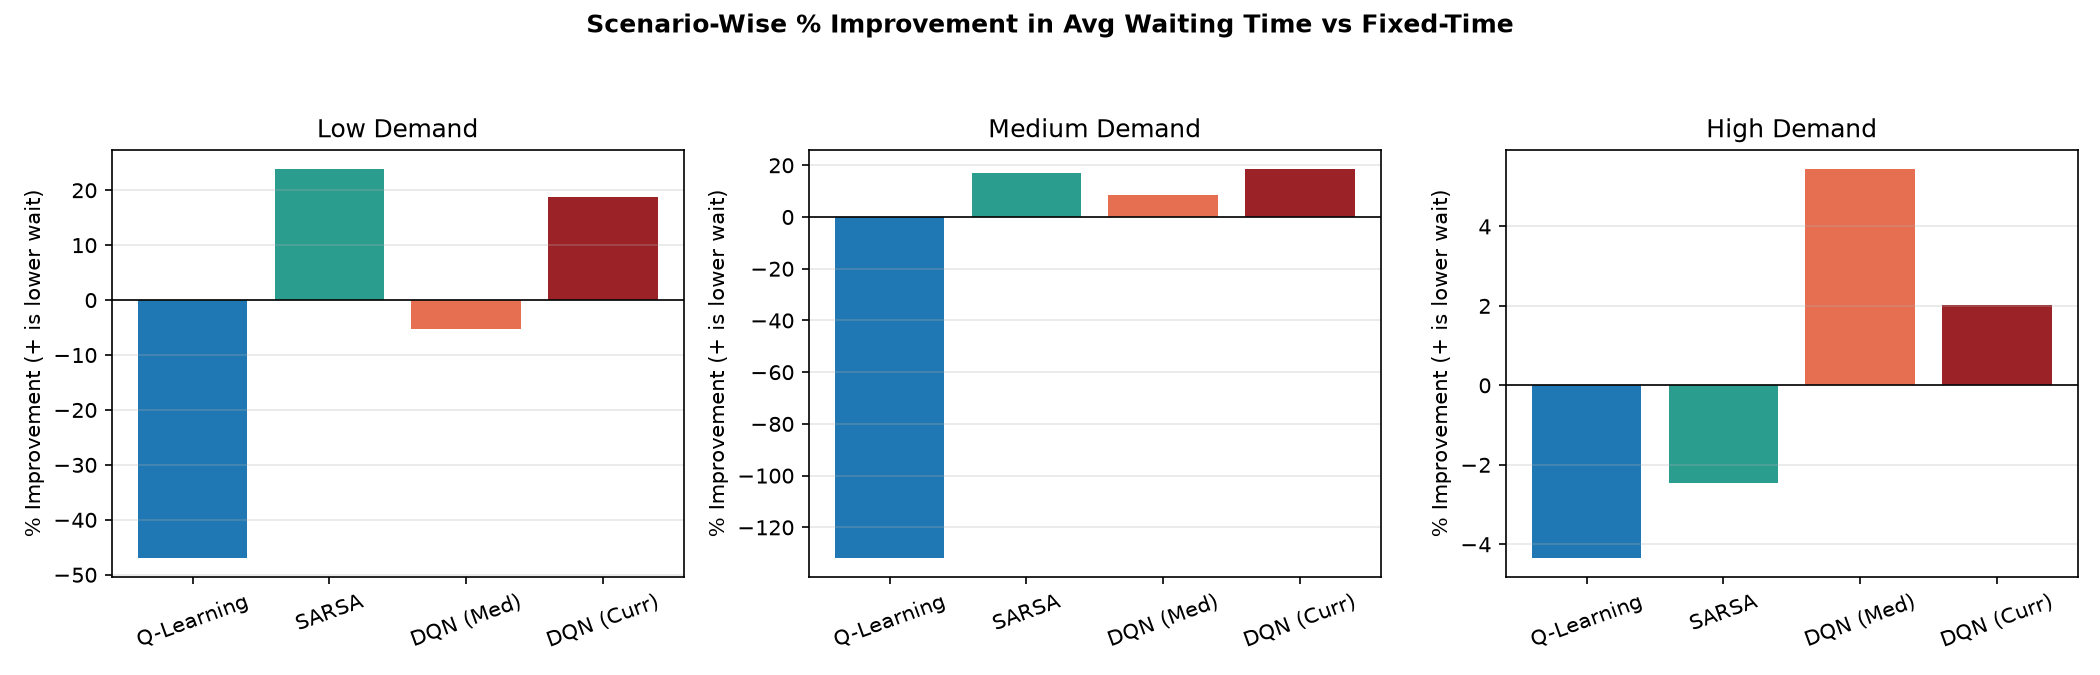 Scenario-Wise % Improvement in Avg Waiting Time vs Fixed-Time
Low Demand
% Improvement (+ is lower wait)
20
10
0
−10
−20
−30
−40
−50
Q-Learning
SARSA
DQN (Med)
DQN (Curr)
Medium Demand
% Improvement (+ is lower wait)
20
0
−20
−40
−60
−80
−100
−120
Q-Learning
SARSA
DQN (Med)
DQN (Curr)
High Demand
% Improvement (+ is lower wait)
4
2
0
−2
−4
Q-Learning
SARSA
DQN (Med)
DQN (Curr)